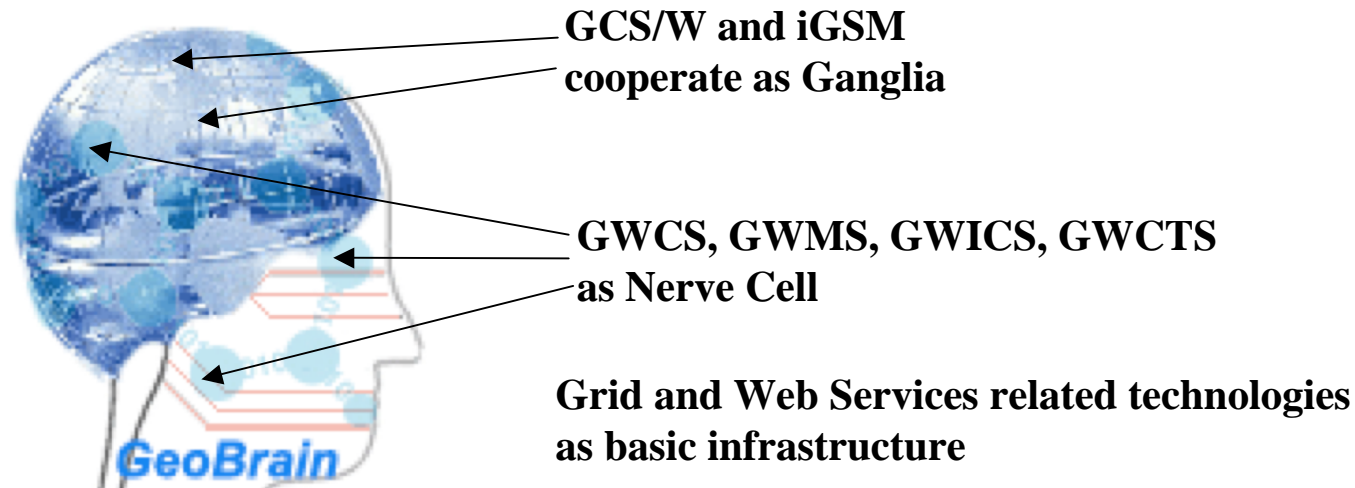 GCS/W and iGSM
cooperate as Ganglia
GWCS, GWMS, GWICS, GWCTS
as Nerve Cell
Grid and Web Services related technologies
as basic infrastructure
GeoBrain